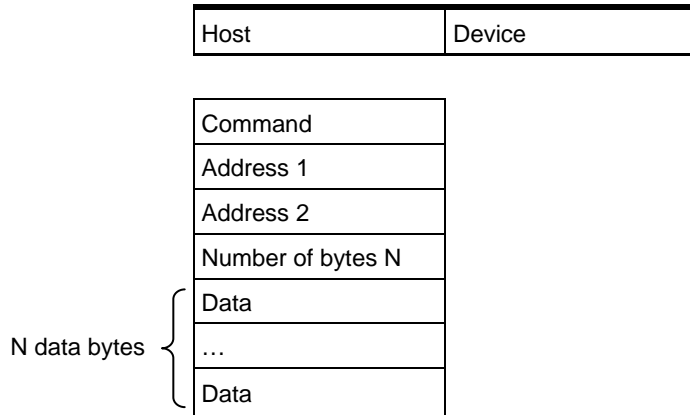 Host Device
Command
Address 1
Address 2
Number of bytes N
Data
N data bytes …
Data